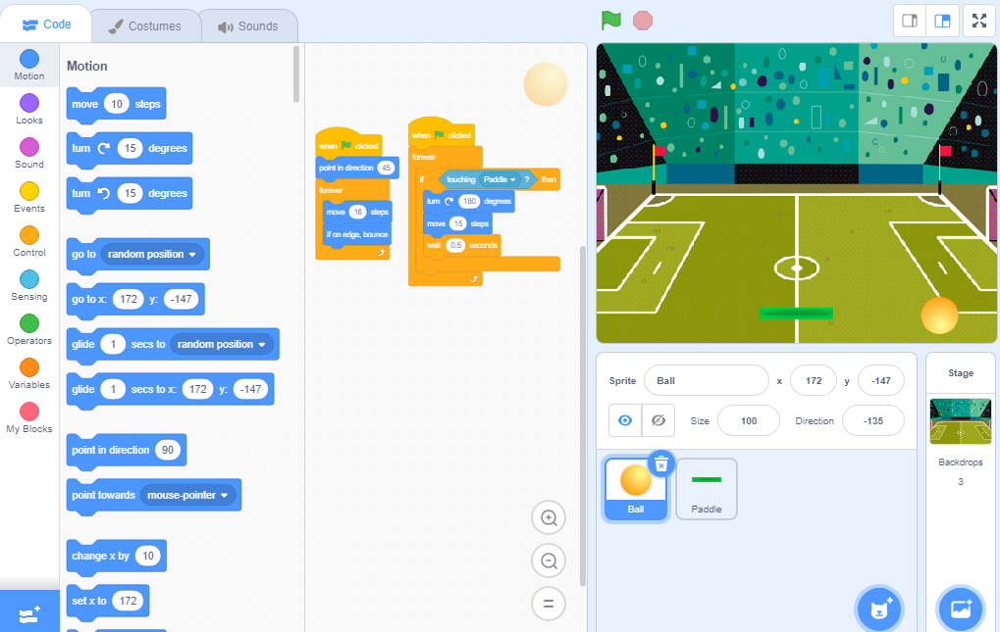 Code
Costumes
Sounds
Motion
Looks
Sound
Events
Control
Sensing
Operators
Variables
My Blocks
Motion
move 10 steps
turn 15 degrees
turn 15 degrees
go to random position
go to x: 172 y: -147
glide 1 secs to random position
glide 1 secs to x: 172 y: -147
point in direction 90
point towards mouse-pointer
change x by 10
set x to 172
when clicked
point in direction 45
forever
move 16 steps
if on edge, bounce
when clicked
forever
if touching Paddle ? then
turn 180 degrees
move 15 steps
wait 0.5 seconds
Sprite Ball x 172 y -147
Size 100 Direction -135
Ball
Paddle
Stage
Backdrops
3